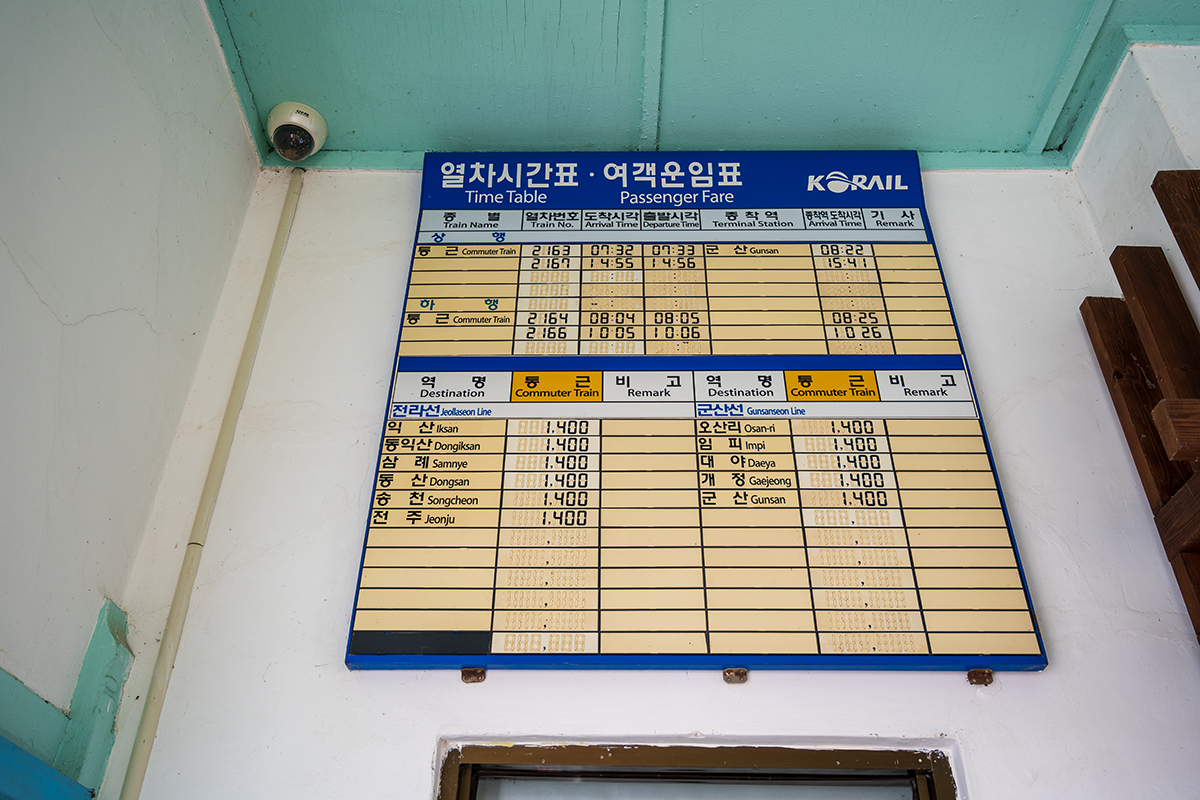 열차시간표 · 여객운임표 KORAIL
Time Table Passenger Fare
종 별 열차번호 도착시각 출발시각 종 착 역 종착역 도착시각 기 사
Train Name Train No. Arrival Time Departure Time Terminal Station Arrival Time Remark
상 행
통 근 Commuter Train 2163 07:32 07:33 군 산 Gunsan 08:22
2167 14:55 14:56 15:41
하 행
통 근 Commuter Train 2164 08:04 08:05 08:25
2166 10:05 10:06 10 26
역 명 통 근 비 고 역 명 통 근 비 고
Destination Commuter Train Remark Destination Commuter Train Remark
전라선 Jeollaseon Line 군산선 Gunsanseon Line
익 산 Iksan 1,400 오산리 Osan-ri 1,400
동익산 Dongiksan 1,400 임 피 Impi 1,400
삼 례 Samnye 1,400 대 야 Daeya 1,400
동 산 Dongsan 1,400 개 정 Gaejeong 1,400
송 천 Songcheon 1,400 군 산 Gunsan 1,400
전 주 Jeonju 1,400